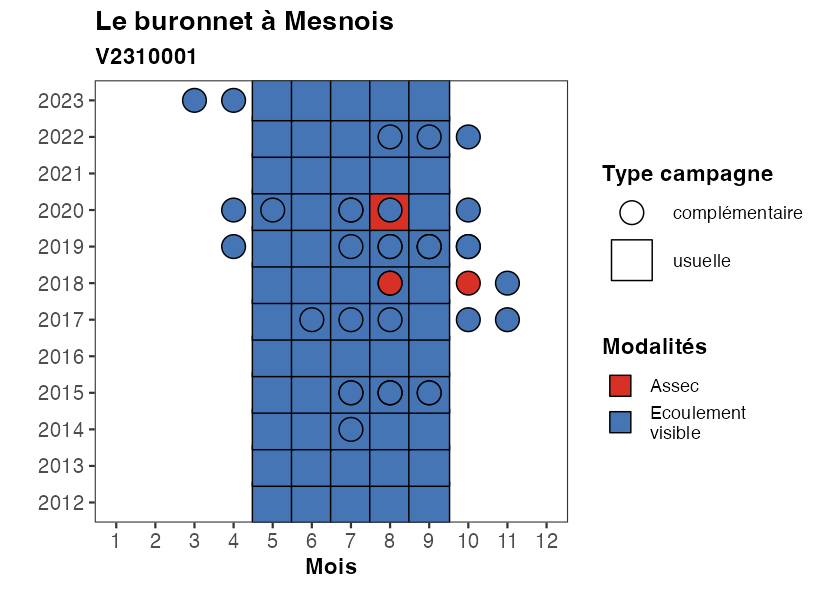 Le buronnet à Mesnois
V2310001
2023
2022
2021
2020
2019
2018
2017
2016
2015
2014
2013
2012
1 2 3 4 5 6 7 8 9 10 11 12
Mois
Type campagne
complémentaire
usuelle
Modalités
Assec
Ecoulement
visible